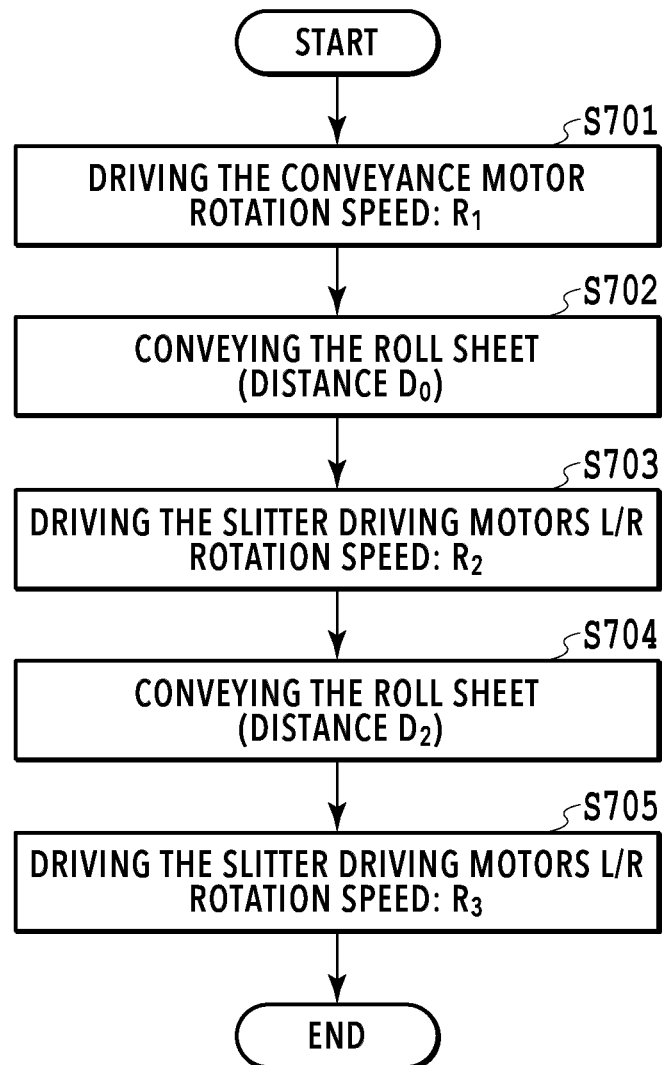 START
S701
DRIVING THE CONVEYANCE MOTOR
ROTATION SPEED: R₁
S702
CONVEYING THE ROLL SHEET
(DISTANCE D₀)
S703
DRIVING THE SLITTER DRIVING MOTORS L/R
ROTATION SPEED: R₂
S704
CONVEYING THE ROLL SHEET
(DISTANCE D₂)
S705
DRIVING THE SLITTER DRIVING MOTORS L/R
ROTATION SPEED: R₃
END